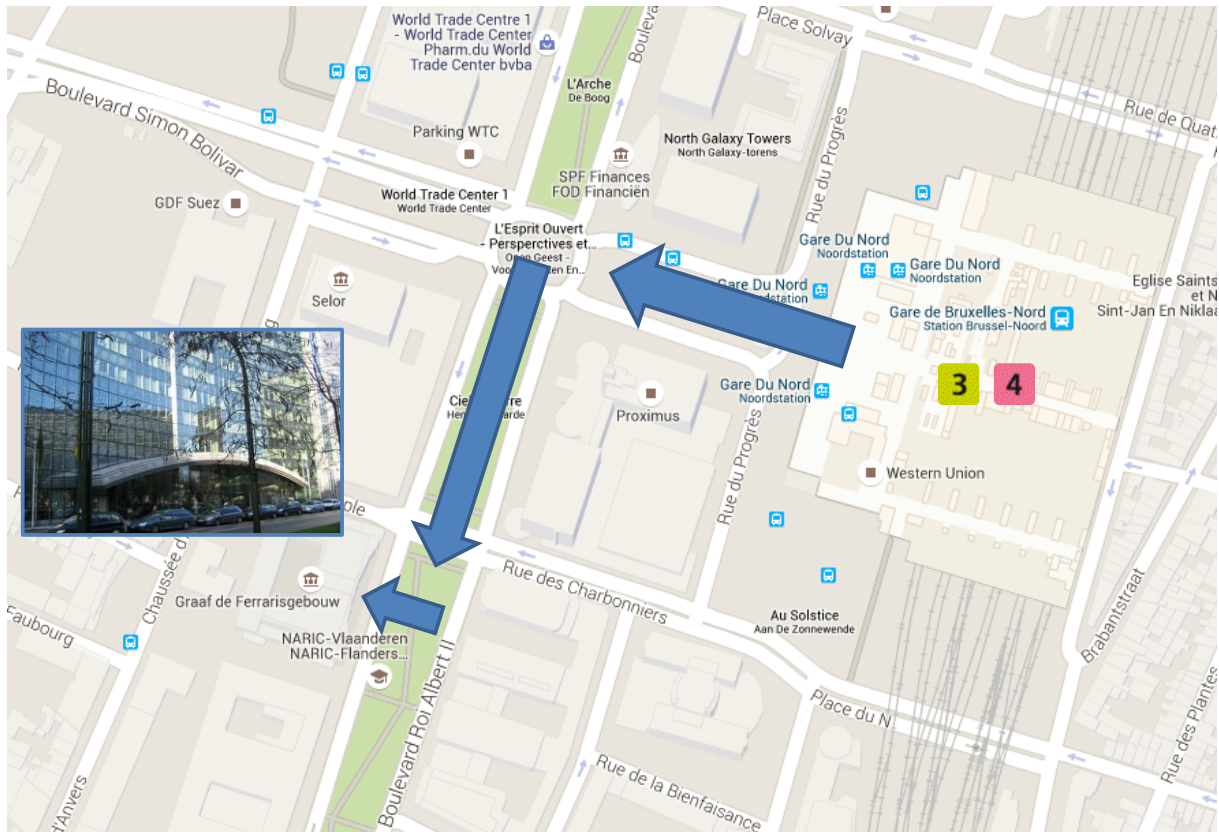 World Trade Centre 1
- World Trade Center
Pharm.du World
Trade Center bvba
Place Solvay
L'Arche
De Boog
Boulevard Simon Bolivar
Parking WTC
North Galaxy Towers
North Galaxy-torens
Rue du Progrès
SPF Finances
FOD Financiën
GDF Suez
World Trade Center 1
World Trade Center
L'Esprit Ouvert
- Persperctives et...
Gare Du Nord
Noordstation
Gare Du Nord
Noordstation
Gare Du Nord
Noordstation
Gare de Bruxelles-Nord
Station Brussel-Noord
Eglise Saints
et N
Sint-Jan En Niklaa
Selor
3
4
Gare Du Nord
Noordstation
Proximus
Western Union
Rue du Progrès
Rue des Charbonniers
Graaf de Ferrarisgebouw
NARIC-Vlaanderen
NARIC-Flanders...
Chaussée d
Faubourg
Au Solstice
Aan De Zonnewende
Brabantstraat
Place du N
Boulevard Roi Albert II
Rue de la Bienfaisance
Rue des Plantes
d'Anvers